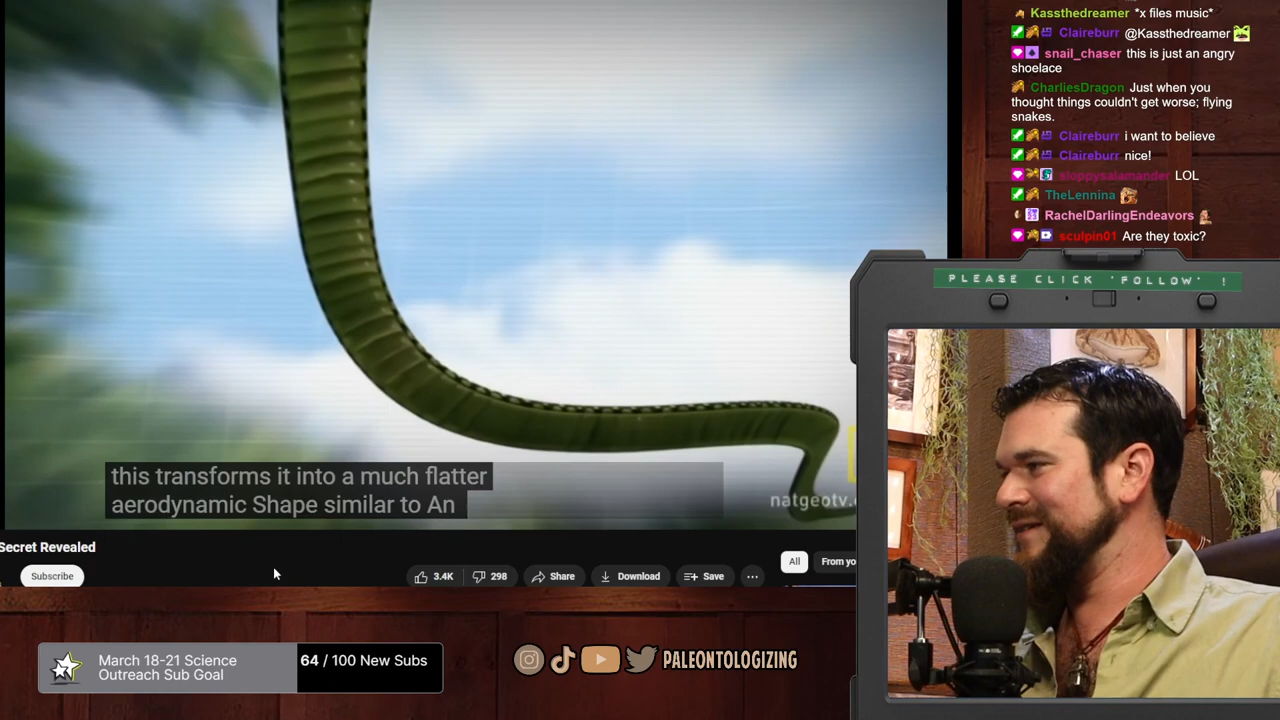 Kassthedreamer *x files music*
Claireburr @Kassthedreamer
snail_chaser this is just an angry
shoelace
CharliesDragon Just when you
thought things couldn't get worse; flying
snakes.
Claireburr i want to believe
Claireburr nice!
sloppysalamander LOL
TheLennina
RachelDarlingEndeavors
sculpin01 Are they toxic?
PLEASE CLICK 'FOLLOW' !
this transforms it into a much flatter
aerodynamic Shape similar to An
natgeotv.
Secret Revealed
Subscribe
3.4K
298
Share
Download
Save
All
From yo
March 18-21 Science
Outreach Sub Goal
64 / 100 New Subs
PALEONTOLOGIZING